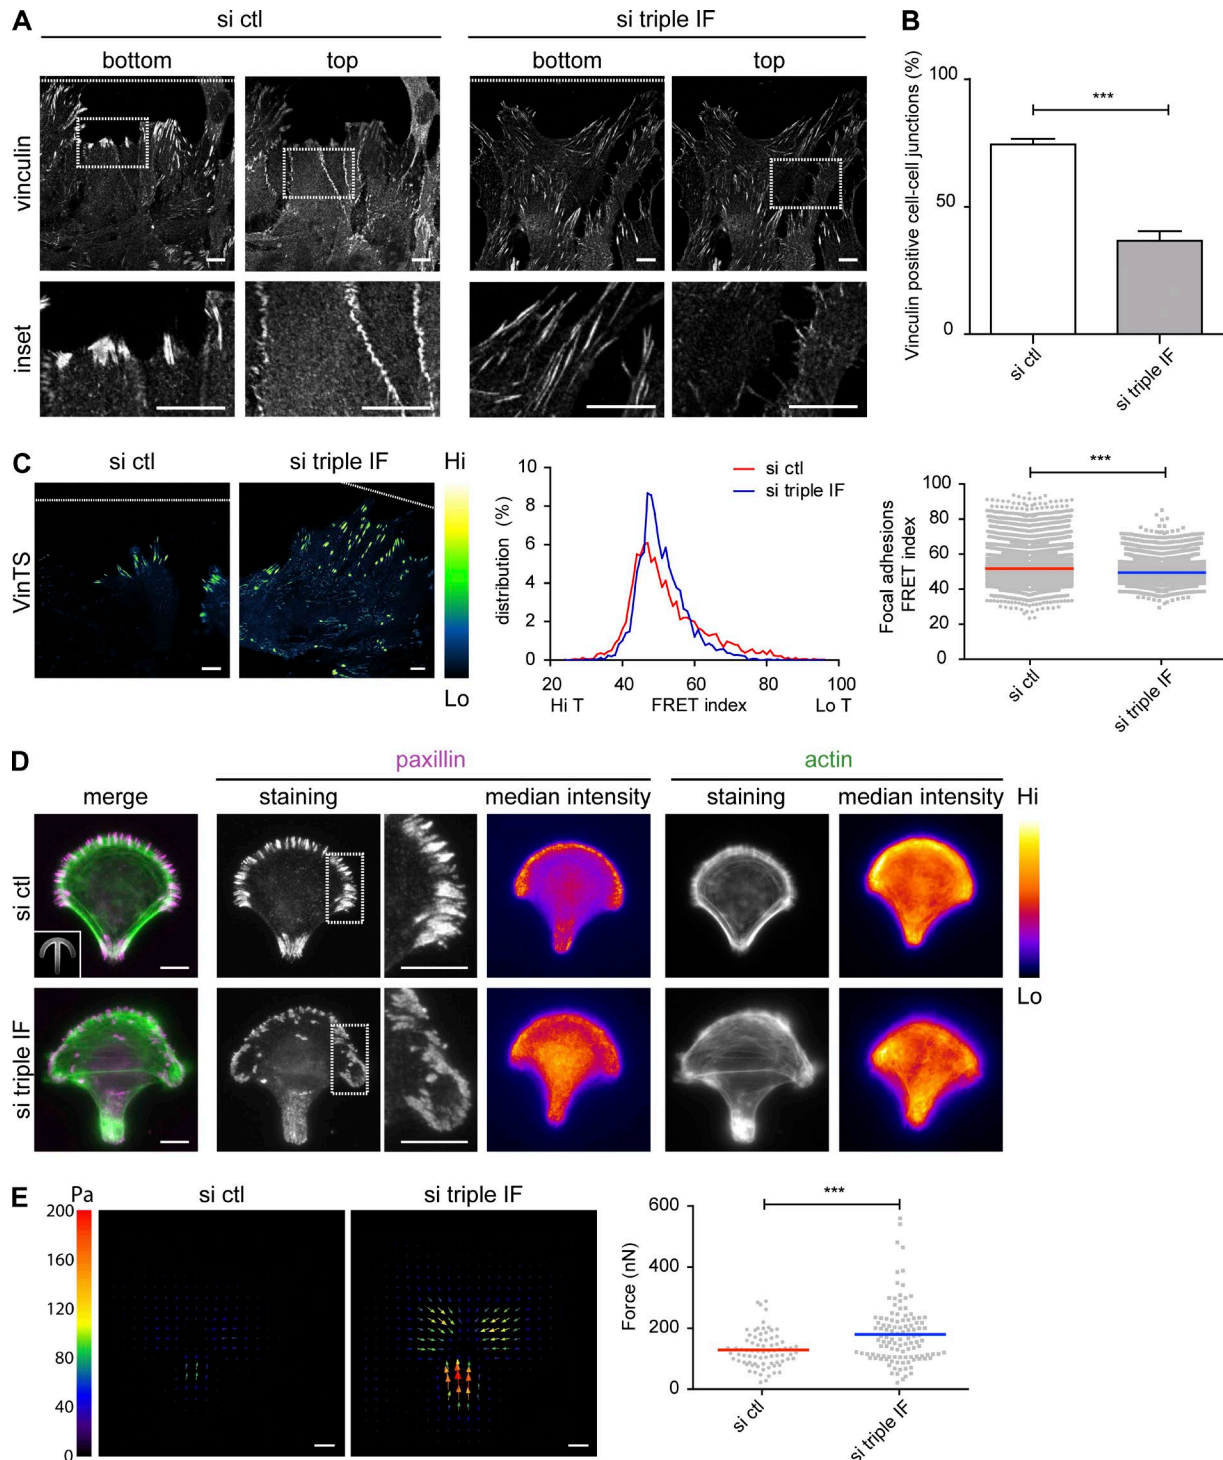 A
si ctl
si triple IF
bottom
top
bottom
top
vinculin
inset
B
Vinculin positive cell-cell junctions (%)
100
50
0
***
si ctl
si triple IF
C
si ctl
si triple IF
Hi
Lo
VinTS
distribution (%)
10
8
6
4
2
0
20
40
60
80
100
Hi T
FRET index
Lo T
si ctl
si triple IF
Focal adhesions
FRET index
100
80
60
40
20
0
***
si ctl
si triple IF
D
paxillin
actin
merge
staining
median intensity
staining
median intensity
Hi
Lo
si ctl
si triple IF
E
Pa
200
160
120
80
40
0
si ctl
si triple IF
Force (nN)
600
400
200
0
***
si ctl
si triple IF